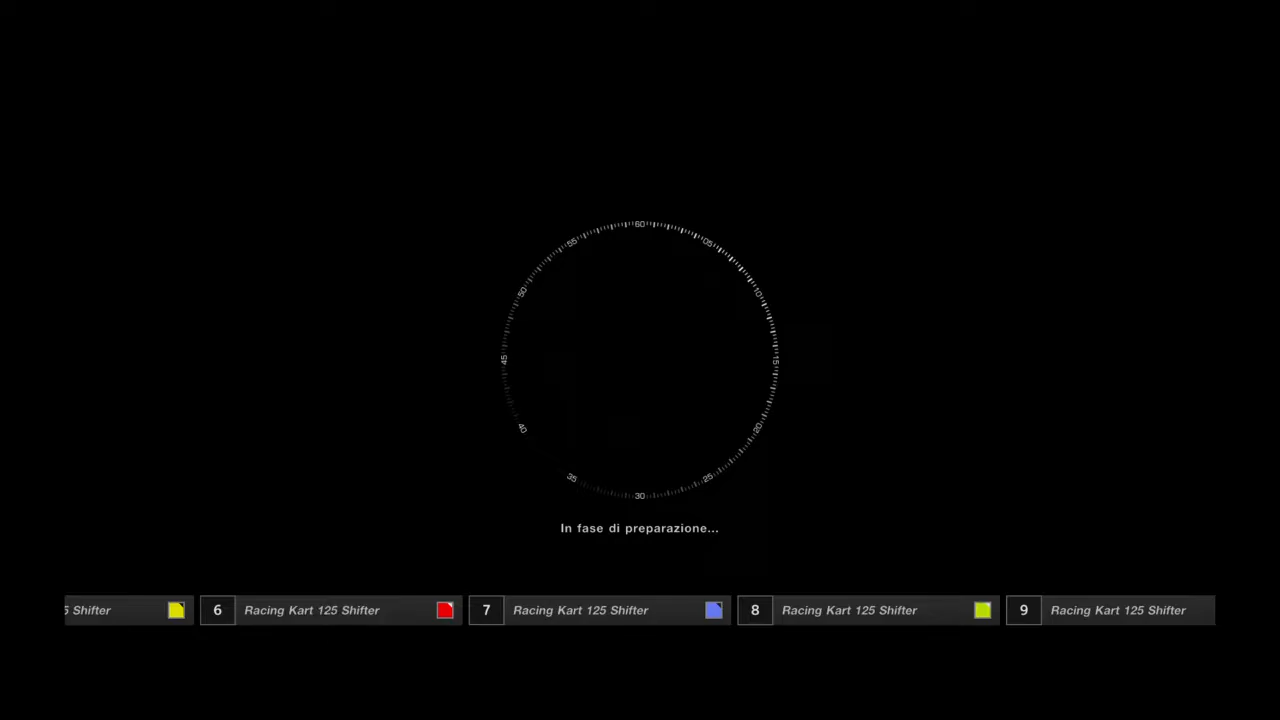 60
05
10
15
20
25
30
35
40
45
50
55
In fase di preparazione...
5 Shifter
6 Racing Kart 125 Shifter
7 Racing Kart 125 Shifter
8 Racing Kart 125 Shifter
9 Racing Kart 125 Shifter